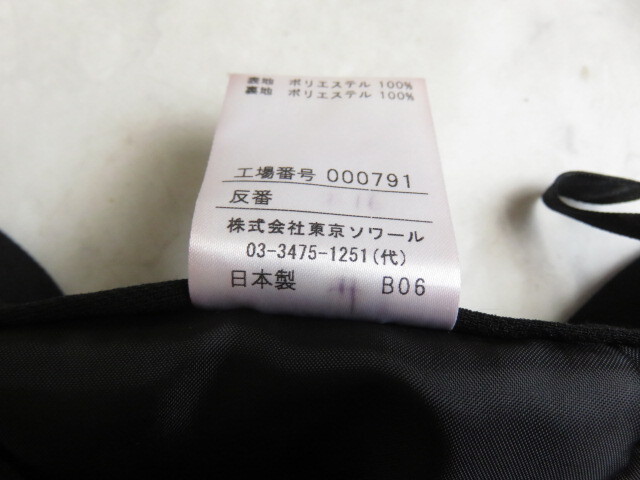 表地 ポリエステル 100%
裏地 ポリエステル 100%
工場番号 000791
反番
株式会社東京ソワール
03-3475-1251(代)
日本製 B06